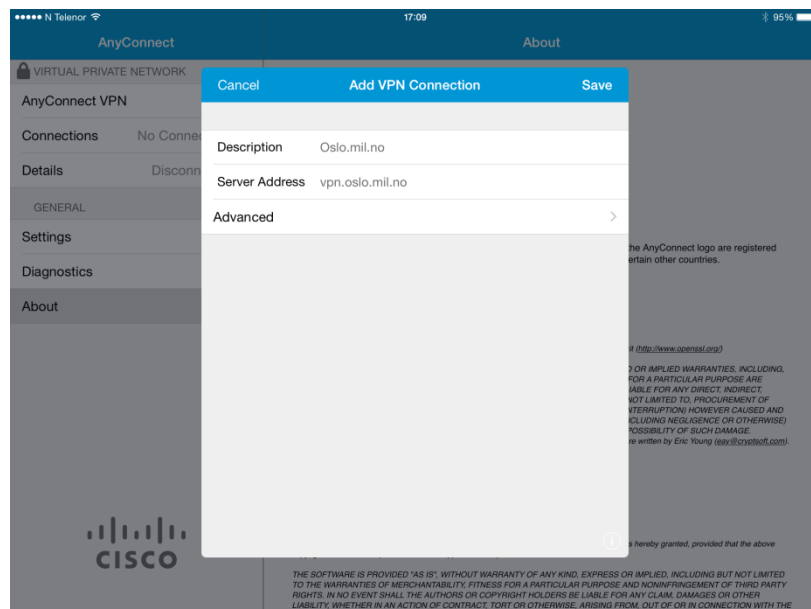 N Telenor 17:09 95%
AnyConnect
About
VIRTUAL PRIVATE NETWORK
AnyConnect VPN
Connections No Connec
Details Disconn
GENERAL
Settings
Diagnostics
About
CISCO
Cancel Add VPN Connection Save
Description Oslo.mil.no
Server Address vpn.oslo.mil.no
Advanced
the AnyConnect logo are registered
ertain other countries.
it (http://www.openssl.org/)
D OR IMPLIED WARRANTIES, INCLUDING,
FOR A PARTICULAR PURPOSE ARE
IABLE FOR ANY DIRECT, INDIRECT,
NOT LIMITED TO, PROCUREMENT OF
NTERRUPTION) HOWEVER CAUSED AND
CLUDING NEGLIGENCE OR OTHERWISE)
POSSIBILITY OF SUCH DAMAGE.
re written by Eric Young (eay@cryptsoft.com).
s hereby granted, provided that the above
THE SOFTWARE IS PROVIDED "AS IS", WITHOUT WARRANTY OF ANY KIND, EXPRESS OR IMPLIED, INCLUDING BUT NOT LIMITED
TO THE WARRANTIES OF MERCHANTABILITY, FITNESS FOR A PARTICULAR PURPOSE AND NONINFRINGEMENT OF THIRD PARTY
RIGHTS. IN NO EVENT SHALL THE AUTHORS OR COPYRIGHT HOLDERS BE LIABLE FOR ANY CLAIM, DAMAGES OR OTHER
LIABILITY, WHETHER IN AN ACTION OF CONTRACT, TORT OR OTHERWISE, ARISING FROM, OUT OF OR IN CONNECTION WITH THE